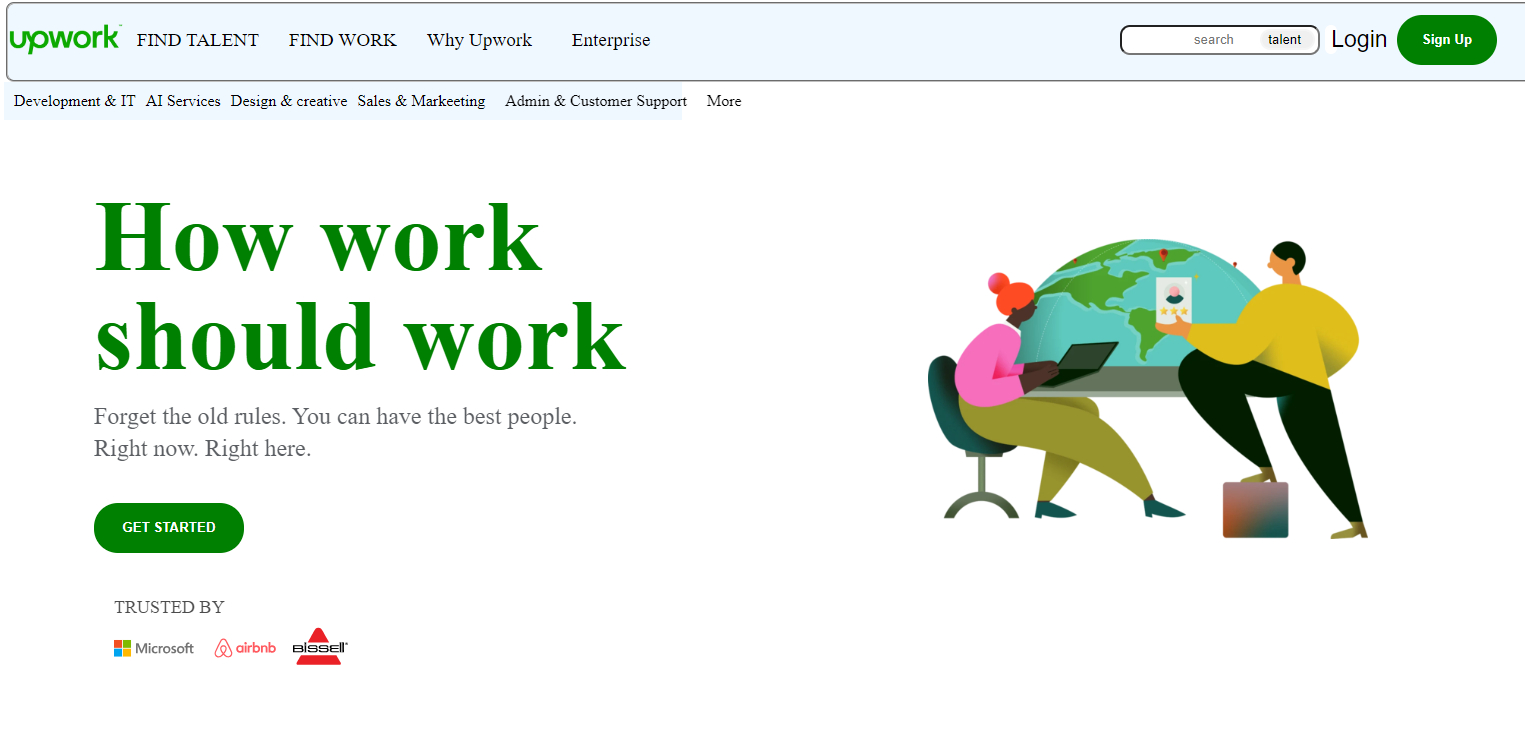 upwork™ FIND TALENT FIND WORK Why Upwork Enterprise search talent Login Sign Up
Development & IT AI Services Design & creative Sales & Markeeting Admin & Customer Support More
How work
should work
Forget the old rules. You can have the best people.
Right now. Right here.
GET STARTED
TRUSTED BY
Microsoft airbnb BISSELL®